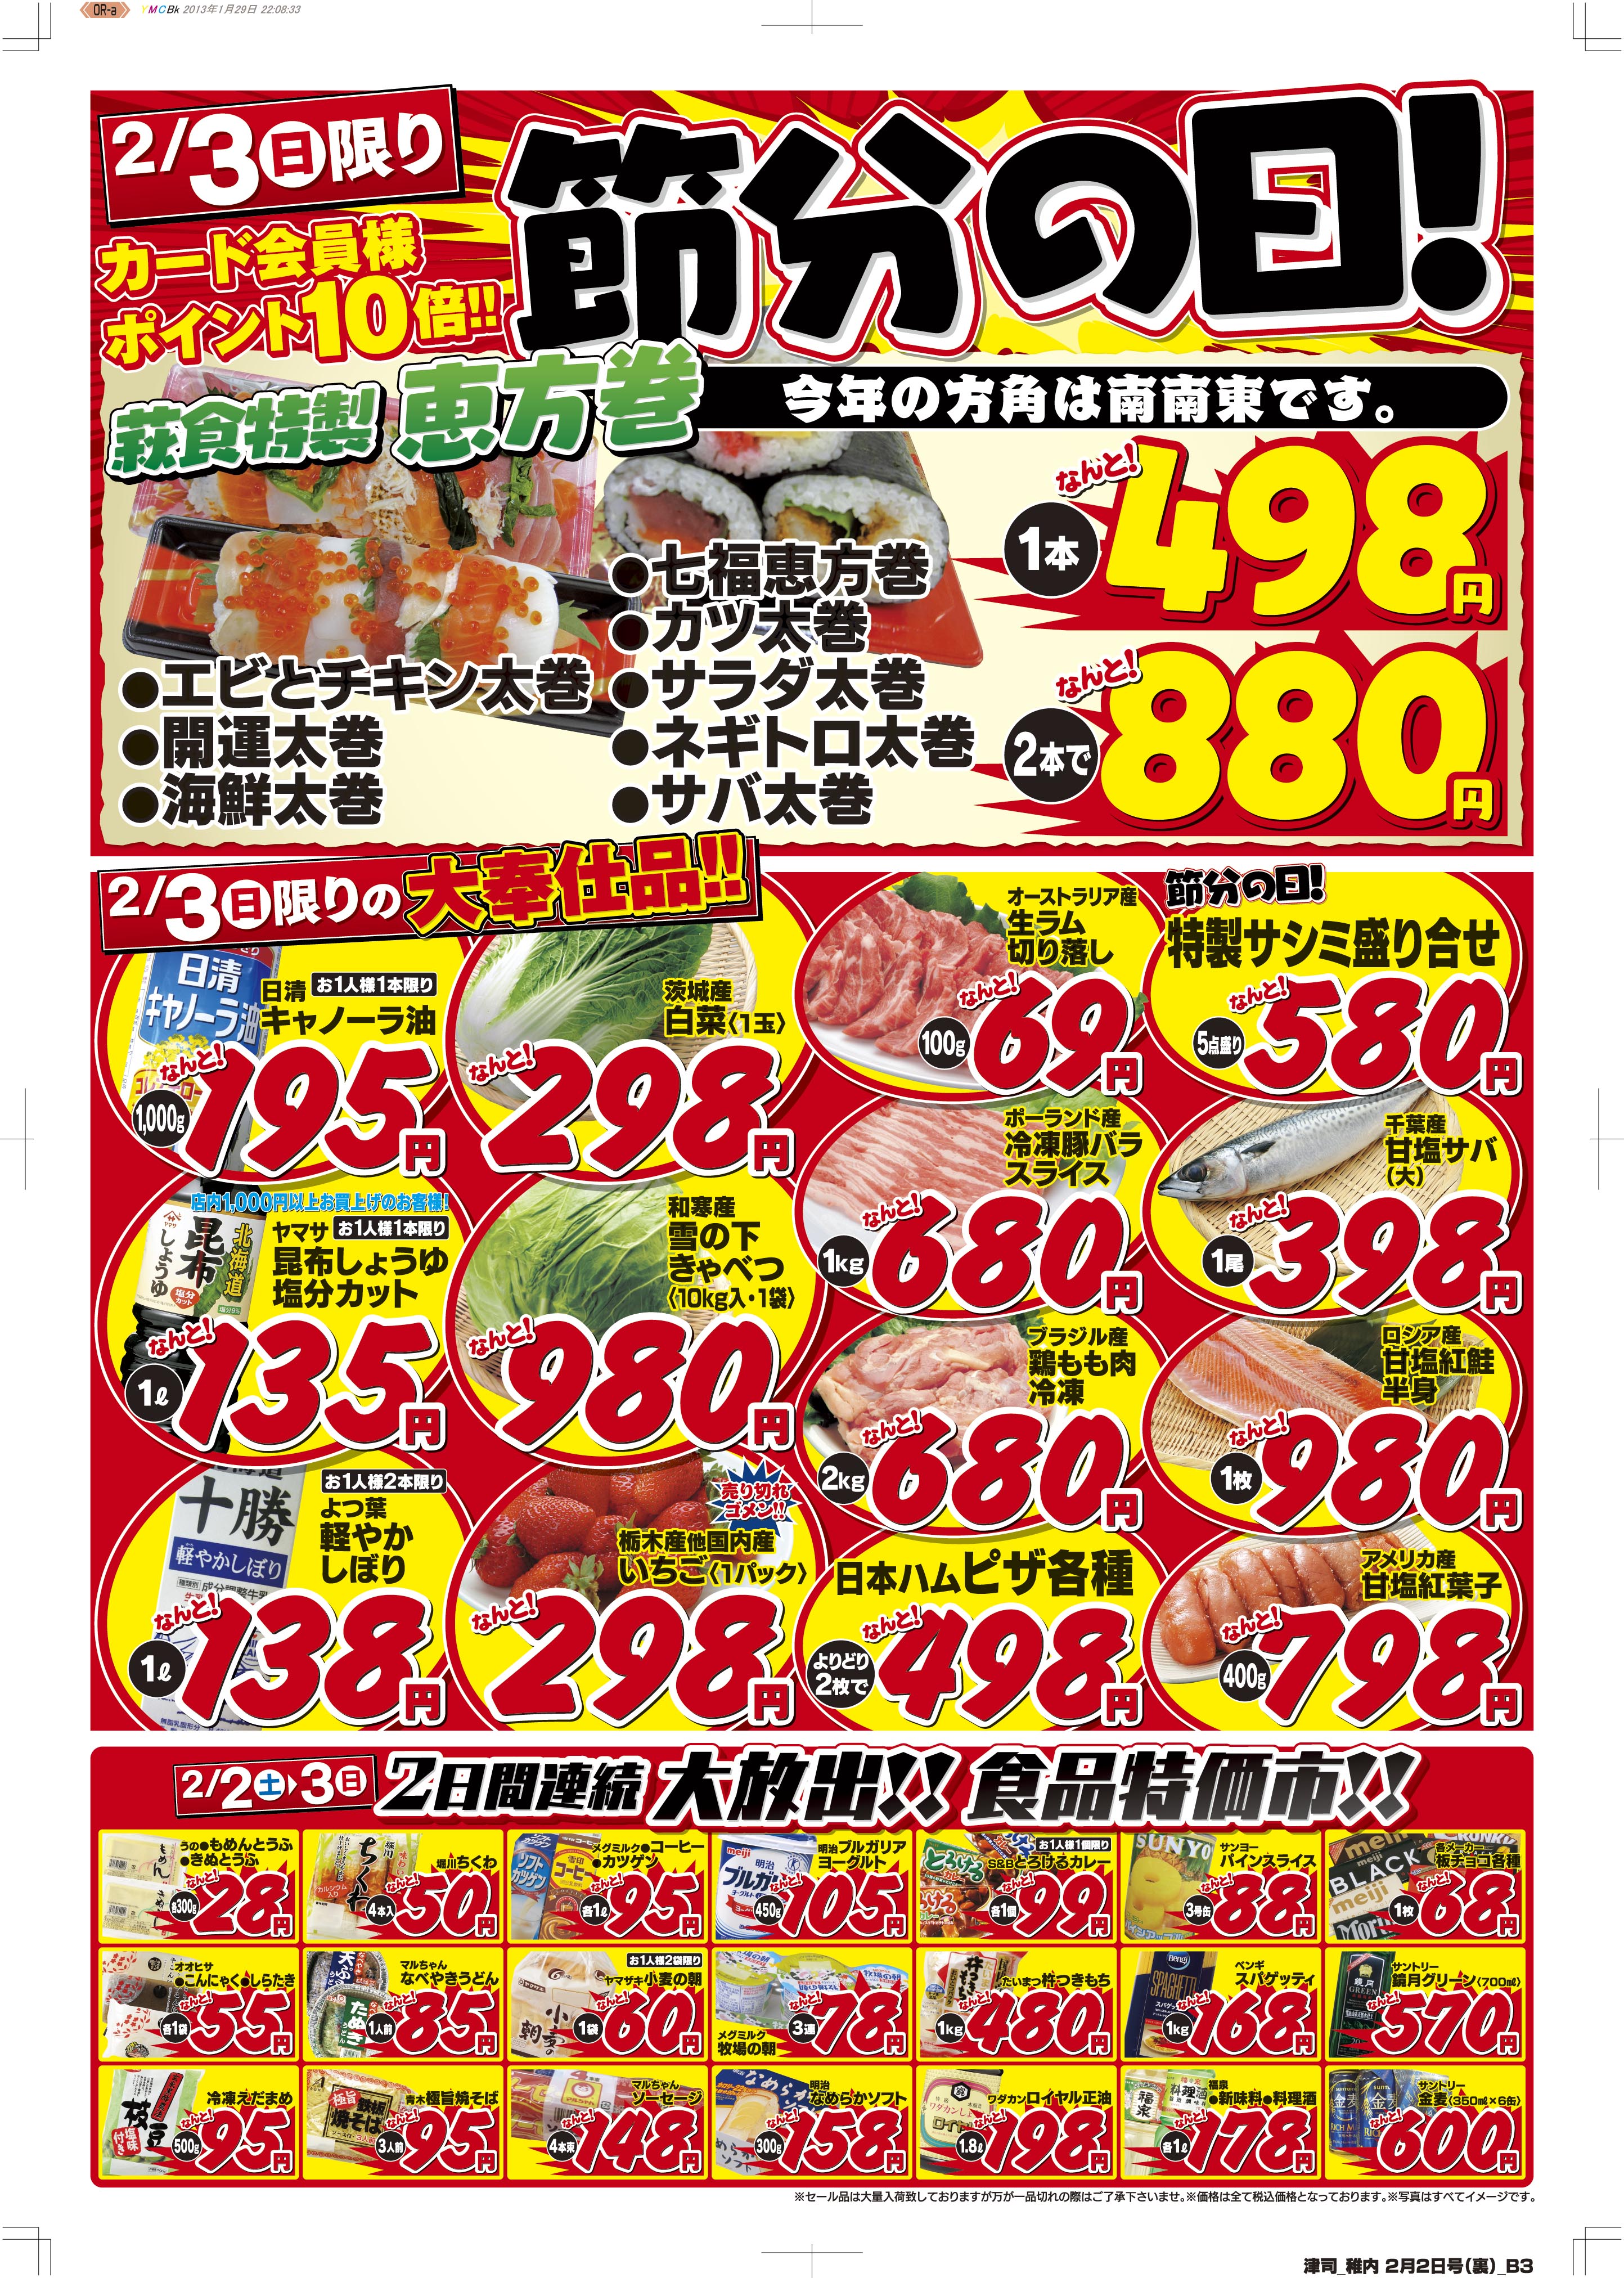 OR-a YMCBk 2013年1月29日 22:08:33
2/3日限り
節分の日!
カード会員様
ポイント10倍!!
萩食特製 恵方巻
今年の方角は南南東です。
●七福恵方巻
●カツ太巻
●エビとチキン太巻
●サラダ太巻
●開運太巻
●ネギトロ太巻
●海鮮太巻
●サバ太巻
なんと!
1本 498円
なんと!
2本で 880円
2/3日限りの大奉仕品!!
日清 お1人様1本限り
キャノーラ油
なんと!
1,000g 195円
茨城産
白菜〈1玉〉
なんと!
298円
オーストラリア産
生ラム
切り落し
なんと!
100g 69円
節分の日!
特製サシミ盛り合せ
なんと!
5点盛り 580円
店内1,000円以上お買上げのお客様!
ヤマサ お1人様1本限り
昆布しょうゆ
塩分カット
なんと!
1ℓ 135円
和寒産
雪の下
きゃべつ
〈10kg入・1袋〉
なんと!
980円
ポーランド産
冷凍豚バラ
スライス
なんと!
1kg 680円
千葉産
甘塩サバ
(大)
なんと!
1尾 398円
ブラジル産
鶏もも肉
冷凍
なんと!
2kg 680円
ロシア産
甘塩紅鮭
半身
なんと!
1枚 980円
お1人様2本限り
よつ葉
軽やか
しぼり
なんと!
1ℓ 138円
売り切れ
ゴメン!!
栃木産他国内産
いちご〈1パック〉
なんと!
298円
日本ハムピザ各種
なんと!
よりどり
2枚で 498円
アメリカ産
甘塩紅葉子
なんと!
400g 798円
2/2土▶3日 2日間連続 大放出!! 食品特価市!!
うの●もめんとうふ
●きぬとうふ
なんと!
各300g 28円
堀川ちくわ
なんと!
4本入 50円
メグミルク●コーヒー
●カツゲン
なんと!
各1ℓ 95円
明治ブルガリア
ヨーグルト
なんと!
450g 105円
お1人様1個限り
S&Bとろけるカレー
なんと!
各1個 99円
サンヨー
パインスライス
なんと!
3号缶 88円
各メーカー
板チョコ各種
なんと!
1枚 68円
オオヒサ
●こんにゃく●しらたき
なんと!
各1袋 55円
マルちゃん
なべやきうどん
なんと!
1人前 85円
お1人様2袋限り
ヤマザキ小麦の朝
なんと!
1袋 60円
メグミルク
牧場の朝
なんと!
3連 78円
たいまつ杵つきもち
なんと!
1kg 480円
ベンギ
スパゲッティ
なんと!
1kg 168円
サントリー
鏡月グリーン〈700㎖〉
なんと!
570円
冷凍えだまめ
なんと!
500g 95円
青木極旨焼そば
なんと!
3人前 95円
マルちゃん
ソーセージ
なんと!
4本束 148円
明治
なめらかソフト
なんと!
300g 158円
ワダカンロイヤル正油
なんと!
1.8ℓ 198円
福泉
●新味料●料理酒
なんと!
各1ℓ 178円
サントリー
金麦〈350㎖×6缶〉
なんと!
600円
※セール品は大量入荷致しておりますが万が一品切れの際はご了承下さいませ。※価格は全て税込価格となっております。※写真はすべてイメージです。
津司_稚内 2月2日号(裏)_B3